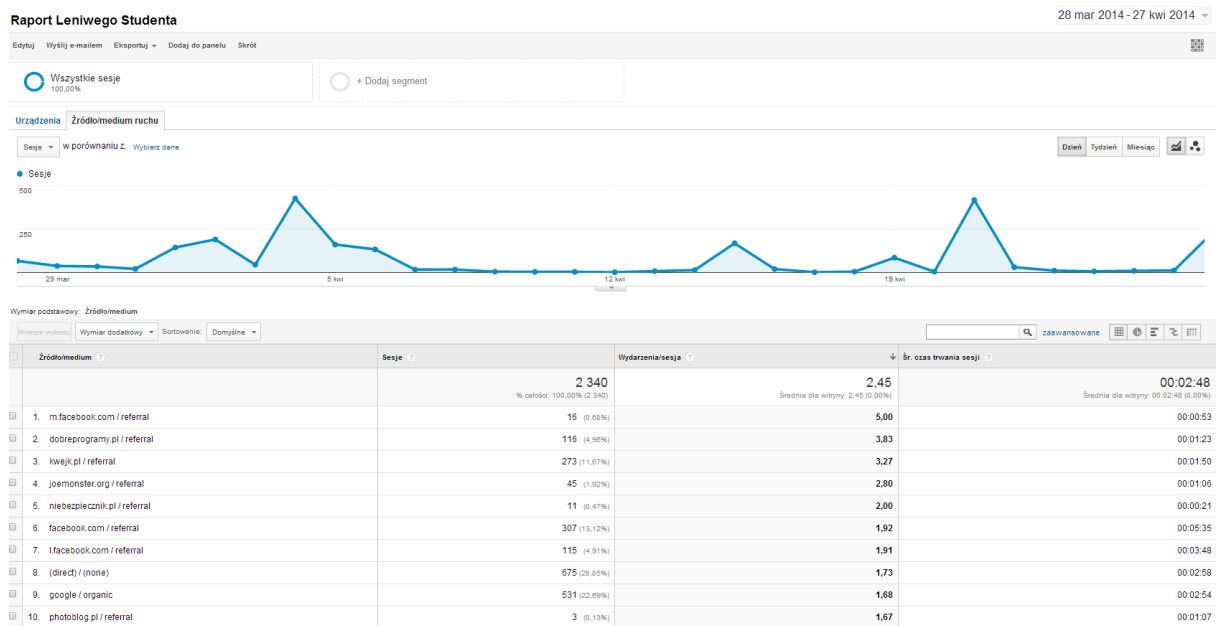 Raport Leniwego Studenta
28 mar 2014 - 27 kwi 2014
Edytuj Wyślij e-mailem Eksportuj Dodaj do panelu Skrót
Wszystkie sesje
100,00%
+ Dodaj segment
Urządzenia Źródło/medium ruchu
Sesje w porównaniu z: Wybierz dane
Dzień Tydzień Miesiąc
Sesje
500
250
29 mar 5 kwi 12 kwi 19 kwi
Wymiar podstawowy: Źródło/medium
Wiersze wykresu Wymiar dodatkowy Sortowanie: Domyślne
zaawansowane
Źródło/medium ? Sesje ? Wydarzenia/sesja ? Śr. czas trwania sesji ?
2 340 2,45 00:02:48
% całości: 100,00% (2 340) Średnia dla witryny: 2,45 (0,00%) Średnia dla witryny: 00:02:48 (0,00%)
1. m.facebook.com / referral 16 (0,68%) 5,00 00:00:53
2. dobreprogramy.pl / referral 116 (4,96%) 3,83 00:01:23
3. kwejk.pl / referral 273 (11,67%) 3,27 00:01:50
4. joemonster.org / referral 45 (1,92%) 2,80 00:01:06
5. niebezpiecznik.pl / referral 11 (0,47%) 2,00 00:00:21
6. facebook.com / referral 307 (13,12%) 1,92 00:05:35
7. l.facebook.com / referral 115 (4,91%) 1,91 00:03:48
8. (direct) / (none) 675 (28,85%) 1,73 00:02:58
9. google / organic 531 (22,69%) 1,68 00:02:54
10. photoblog.pl / referral 3 (0,13%) 1,67 00:01:07